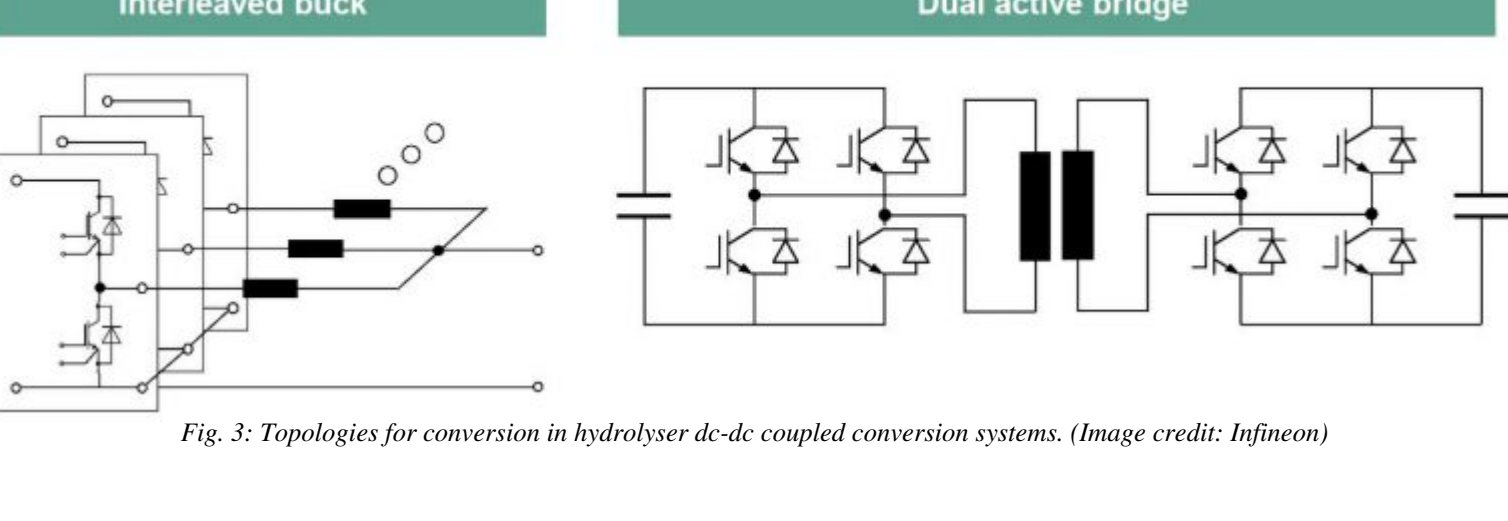 Interleaved buck
Dual active bridge
Fig. 3: Topologies for conversion in hydrolyser dc-dc coupled conversion systems. (Image credit: Infineon)